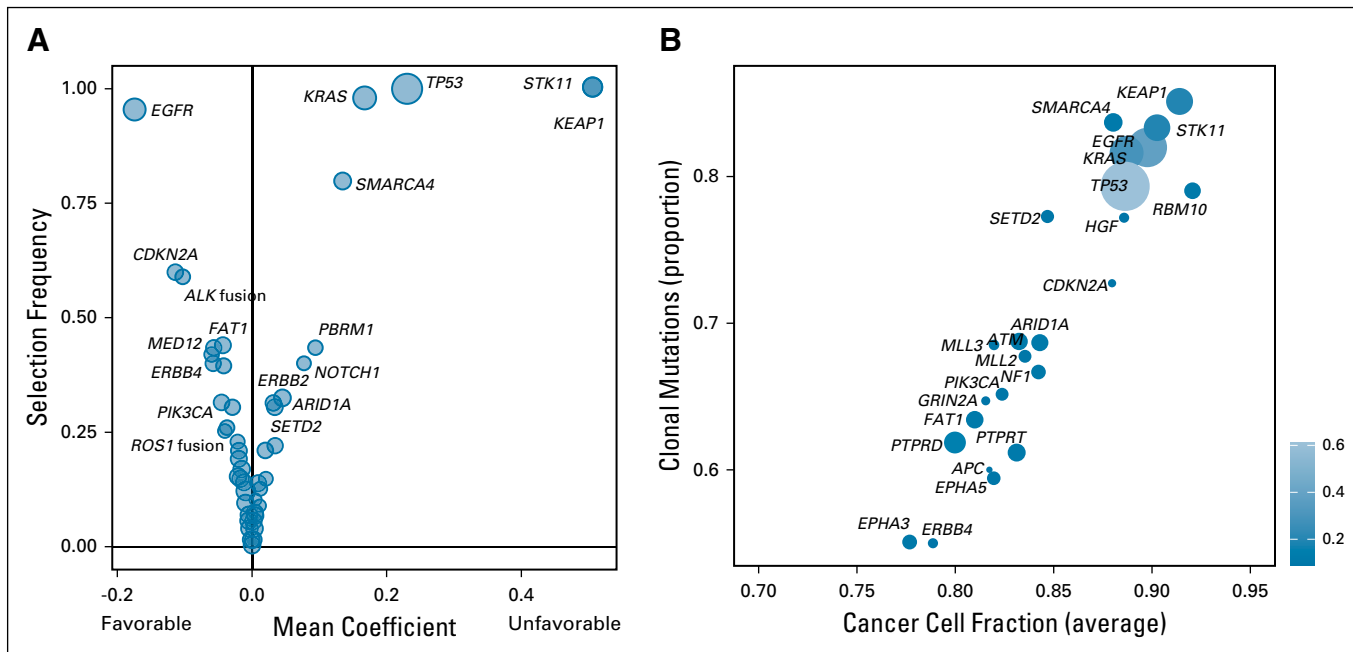 A
Selection Frequency
1.00
0.75
0.50
0.25
0.00
EGFR
KRAS
TP53
STK11
KEAP1
SMARCA4
CDKN2A
ALK fusion
FAT1
MED12
ERBB4
PBRM1
NOTCH1
ERBB2
ARID1A
PIK3CA
SETD2
ROS1 fusion
-0.2
0.0
0.2
0.4
Favorable
Mean Coefficient
Unfavorable
B
Clonal Mutations (proportion)
0.8
0.7
0.6
KEAP1
SMARCA4
STK11
EGFR
KRAS
TP53
RBM10
SETD2
HGF
CDKN2A
ARID1A
ATM
MLL3
MLL2
NF1
PIK3CA
GRIN2A
FAT1
PTPRD
PTPRT
APC
EPHA5
EPHA3
ERBB4
0.70
0.80
0.85
0.90
0.95
Cancer Cell Fraction (average)
0.6
0.4
0.2